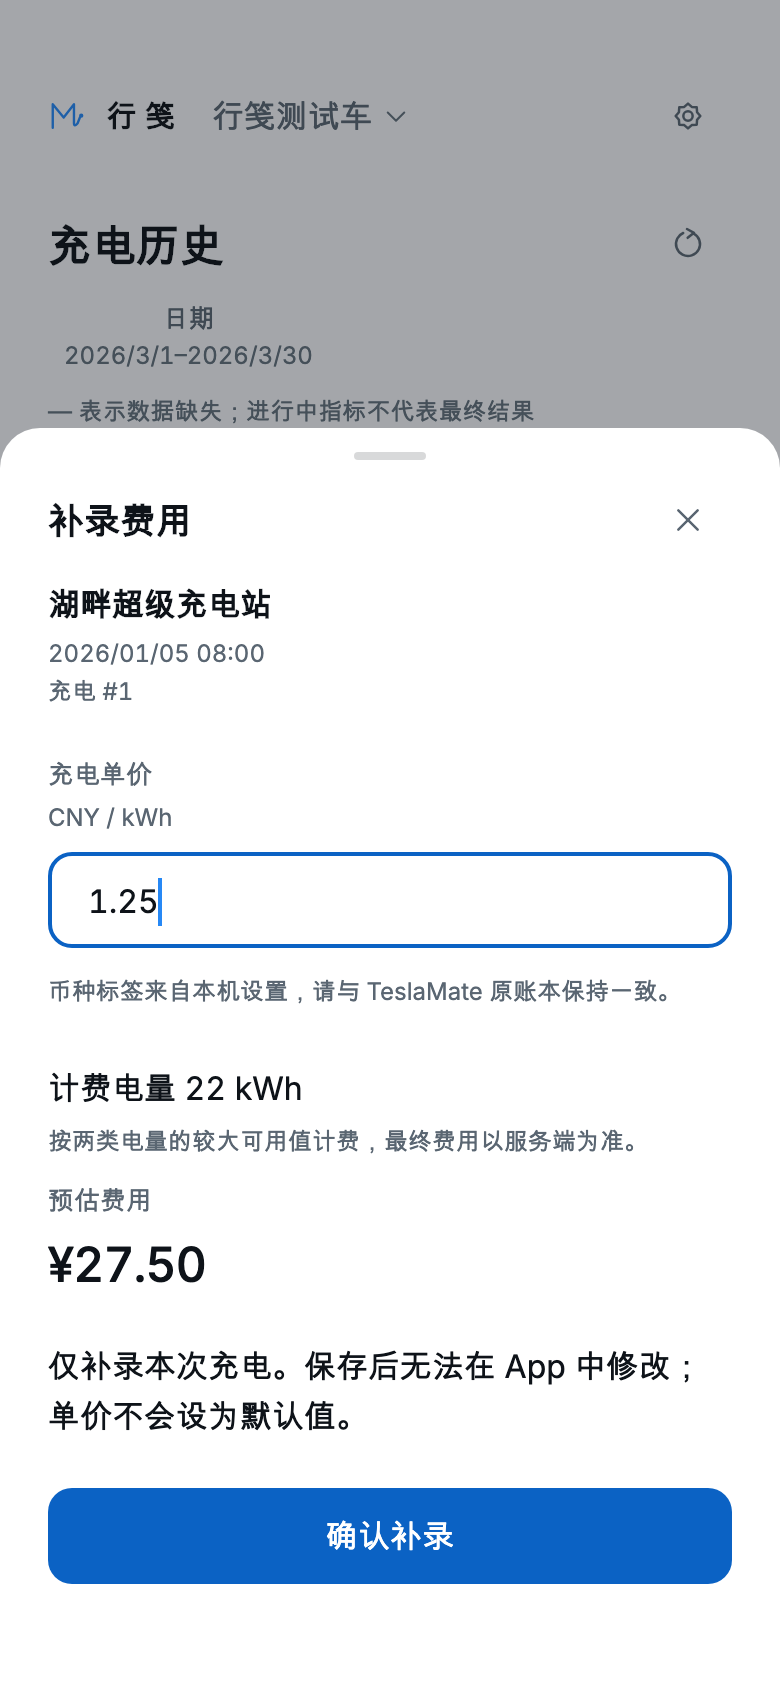 行笺 行笺测试车
充电历史
日期
2026/3/1–2026/3/30
— 表示数据缺失；进行中指标不代表最终结果
补录费用
湖畔超级充电站
2026/01/05 08:00
充电 #1
充电单价
CNY / kWh
1.25
币种标签来自本机设置，请与 TeslaMate 原账本保持一致。
计费电量 22 kWh
按两类电量的较大可用值计费，最终费用以服务端为准。
预估费用
¥27.50
仅补录本次充电。保存后无法在 App 中修改；
单价不会设为默认值。
确认补录